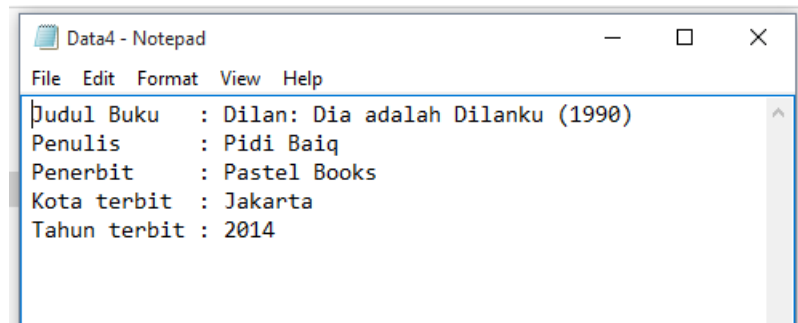 Data4 - Notepad
File Edit Format View Help
Judul Buku   : Dilan: Dia adalah Dilanku (1990)
Penulis      : Pidi Baiq
Penerbit     : Pastel Books
Kota terbit  : Jakarta
Tahun terbit : 2014